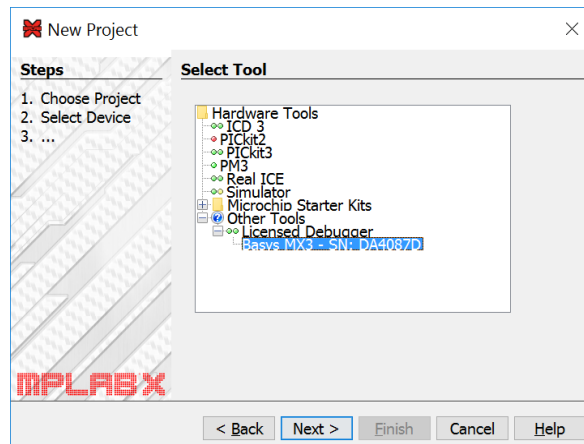 New Project
Steps
1. Choose Project
2. Select Device
3. ...
Select Tool
Hardware Tools
ICD 3
PICkit2
PICkit3
PM3
Real ICE
Simulator
Microchip Starter Kits
Other Tools
Licensed Debugger
Basys MX3 - SN: DA4087D
MPLAB X
< Back
Next >
Finish
Cancel
Help